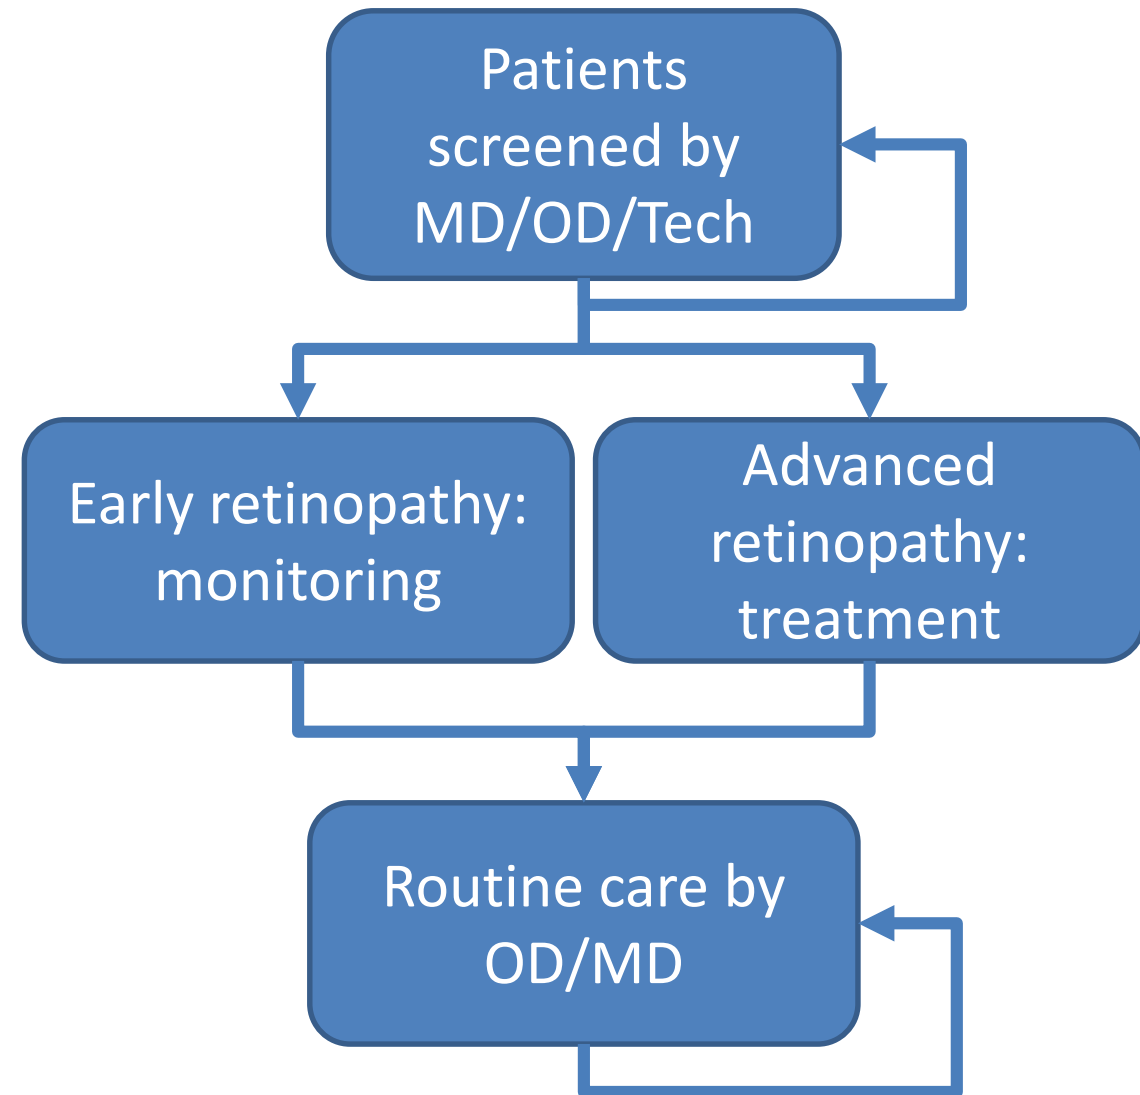 Patients
screened by
MD/OD/Tech
Early retinopathy:
monitoring
Advanced
retinopathy:
treatment
Routine care by
OD/MD